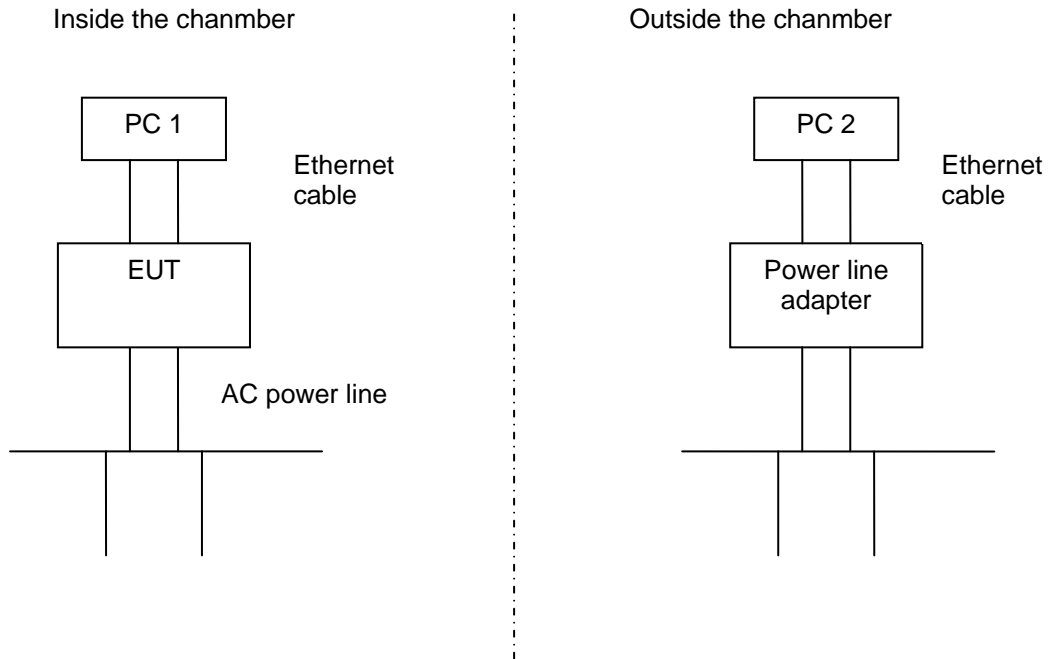 Inside the chanmber
Outside the chanmber
PC 1
PC 2
Ethernet
cable
Ethernet
cable
EUT
Power line
adapter
AC power line